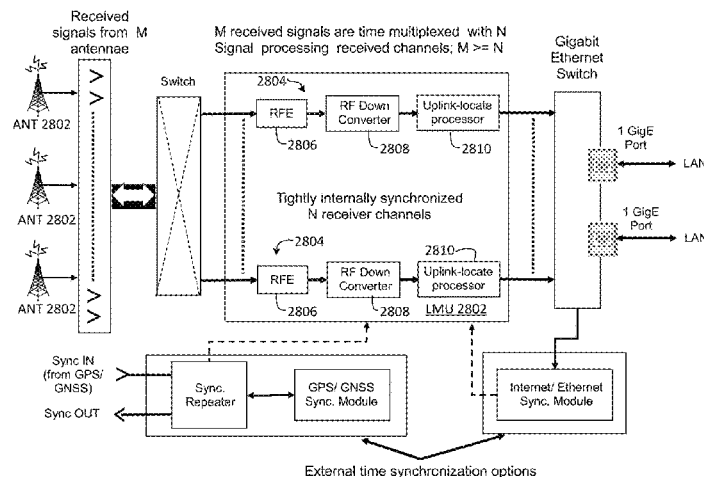 Received
signals from M
antennae
M received signals are time multiplexed with N
Signal processing received channels; M >= N
Gigabit
Ethernet
Switch
Switch
2804
ANT 2802
RFE
RF Down
Converter
Uplink-locate
processor
2806
2808
2810
1 GigE
Port
LAN
ANT 2802
Tightly internally synchronized
N receiver channels
1 GigE
Port
LAN
2804
2810
RFE
RF Down
Converter
Uplink-locate
processor
ANT 2802
2806
2808
LMU 2802
Sync IN
(from GPS/
GNSS)
Sync OUT
Sync.
Repeater
GPS/ GNSS
Sync. Module
Internet/ Ethernet
Sync. Module
External time synchronization options